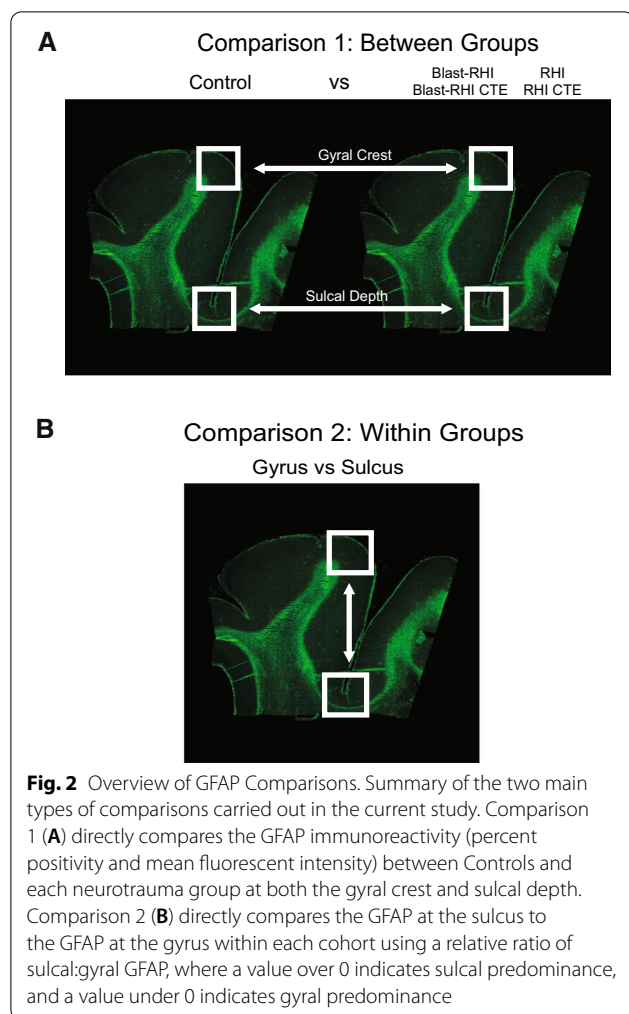 A
Comparison 1: Between Groups
Control vs Blast-RHI RHI
Blast-RHI CTE RHI CTE
Gyral Crest
Sulcal Depth
B
Comparison 2: Within Groups
Gyrus vs Sulcus
Fig. 2 Overview of GFAP Comparisons. Summary of the two main
types of comparisons carried out in the current study. Comparison
1 (A) directly compares the GFAP immunoreactivity (percent
positivity and mean fluorescent intensity) between Controls and
each neurotrauma group at both the gyral crest and sulcal depth.
Comparison 2 (B) directly compares the GFAP at the sulcus to
the GFAP at the gyrus within each cohort using a relative ratio of
sulcal:gyral GFAP, where a value over 0 indicates sulcal predominance,
and a value under 0 indicates gyral predominance